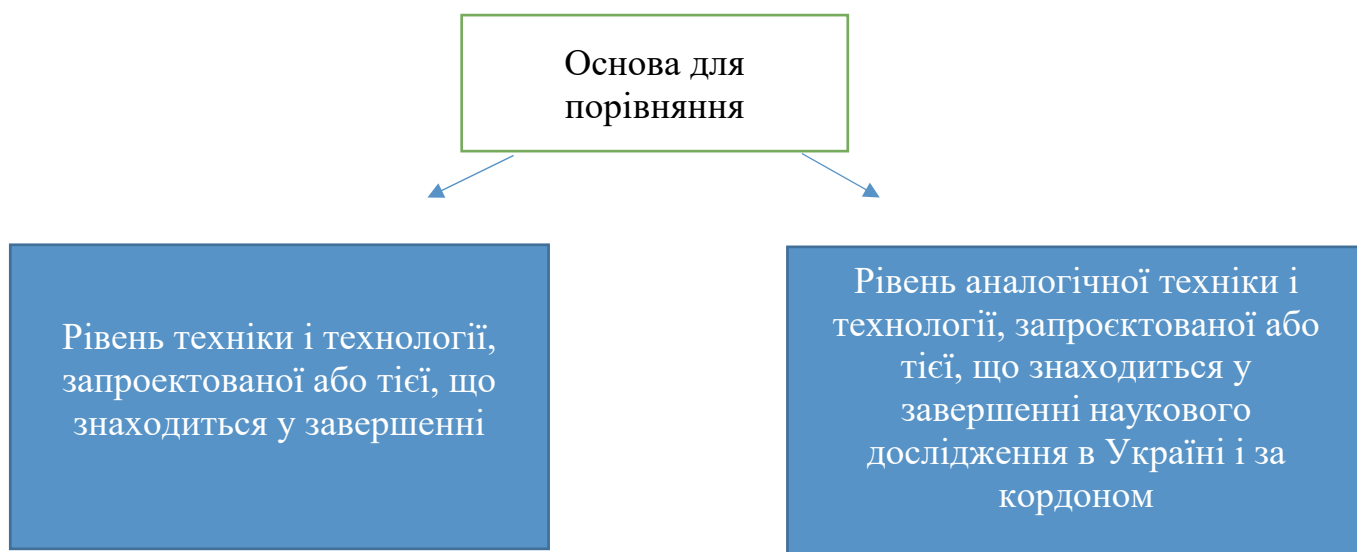 Основа для
порівняння
Рівень техніки і технології,
запроектованої або тієї, що
знаходиться у завершенні
Рівень аналогічної техніки і
технології, запроєктованої або
тієї, що знаходиться у
завершенні наукового
дослідження в Україні і за
кордоном